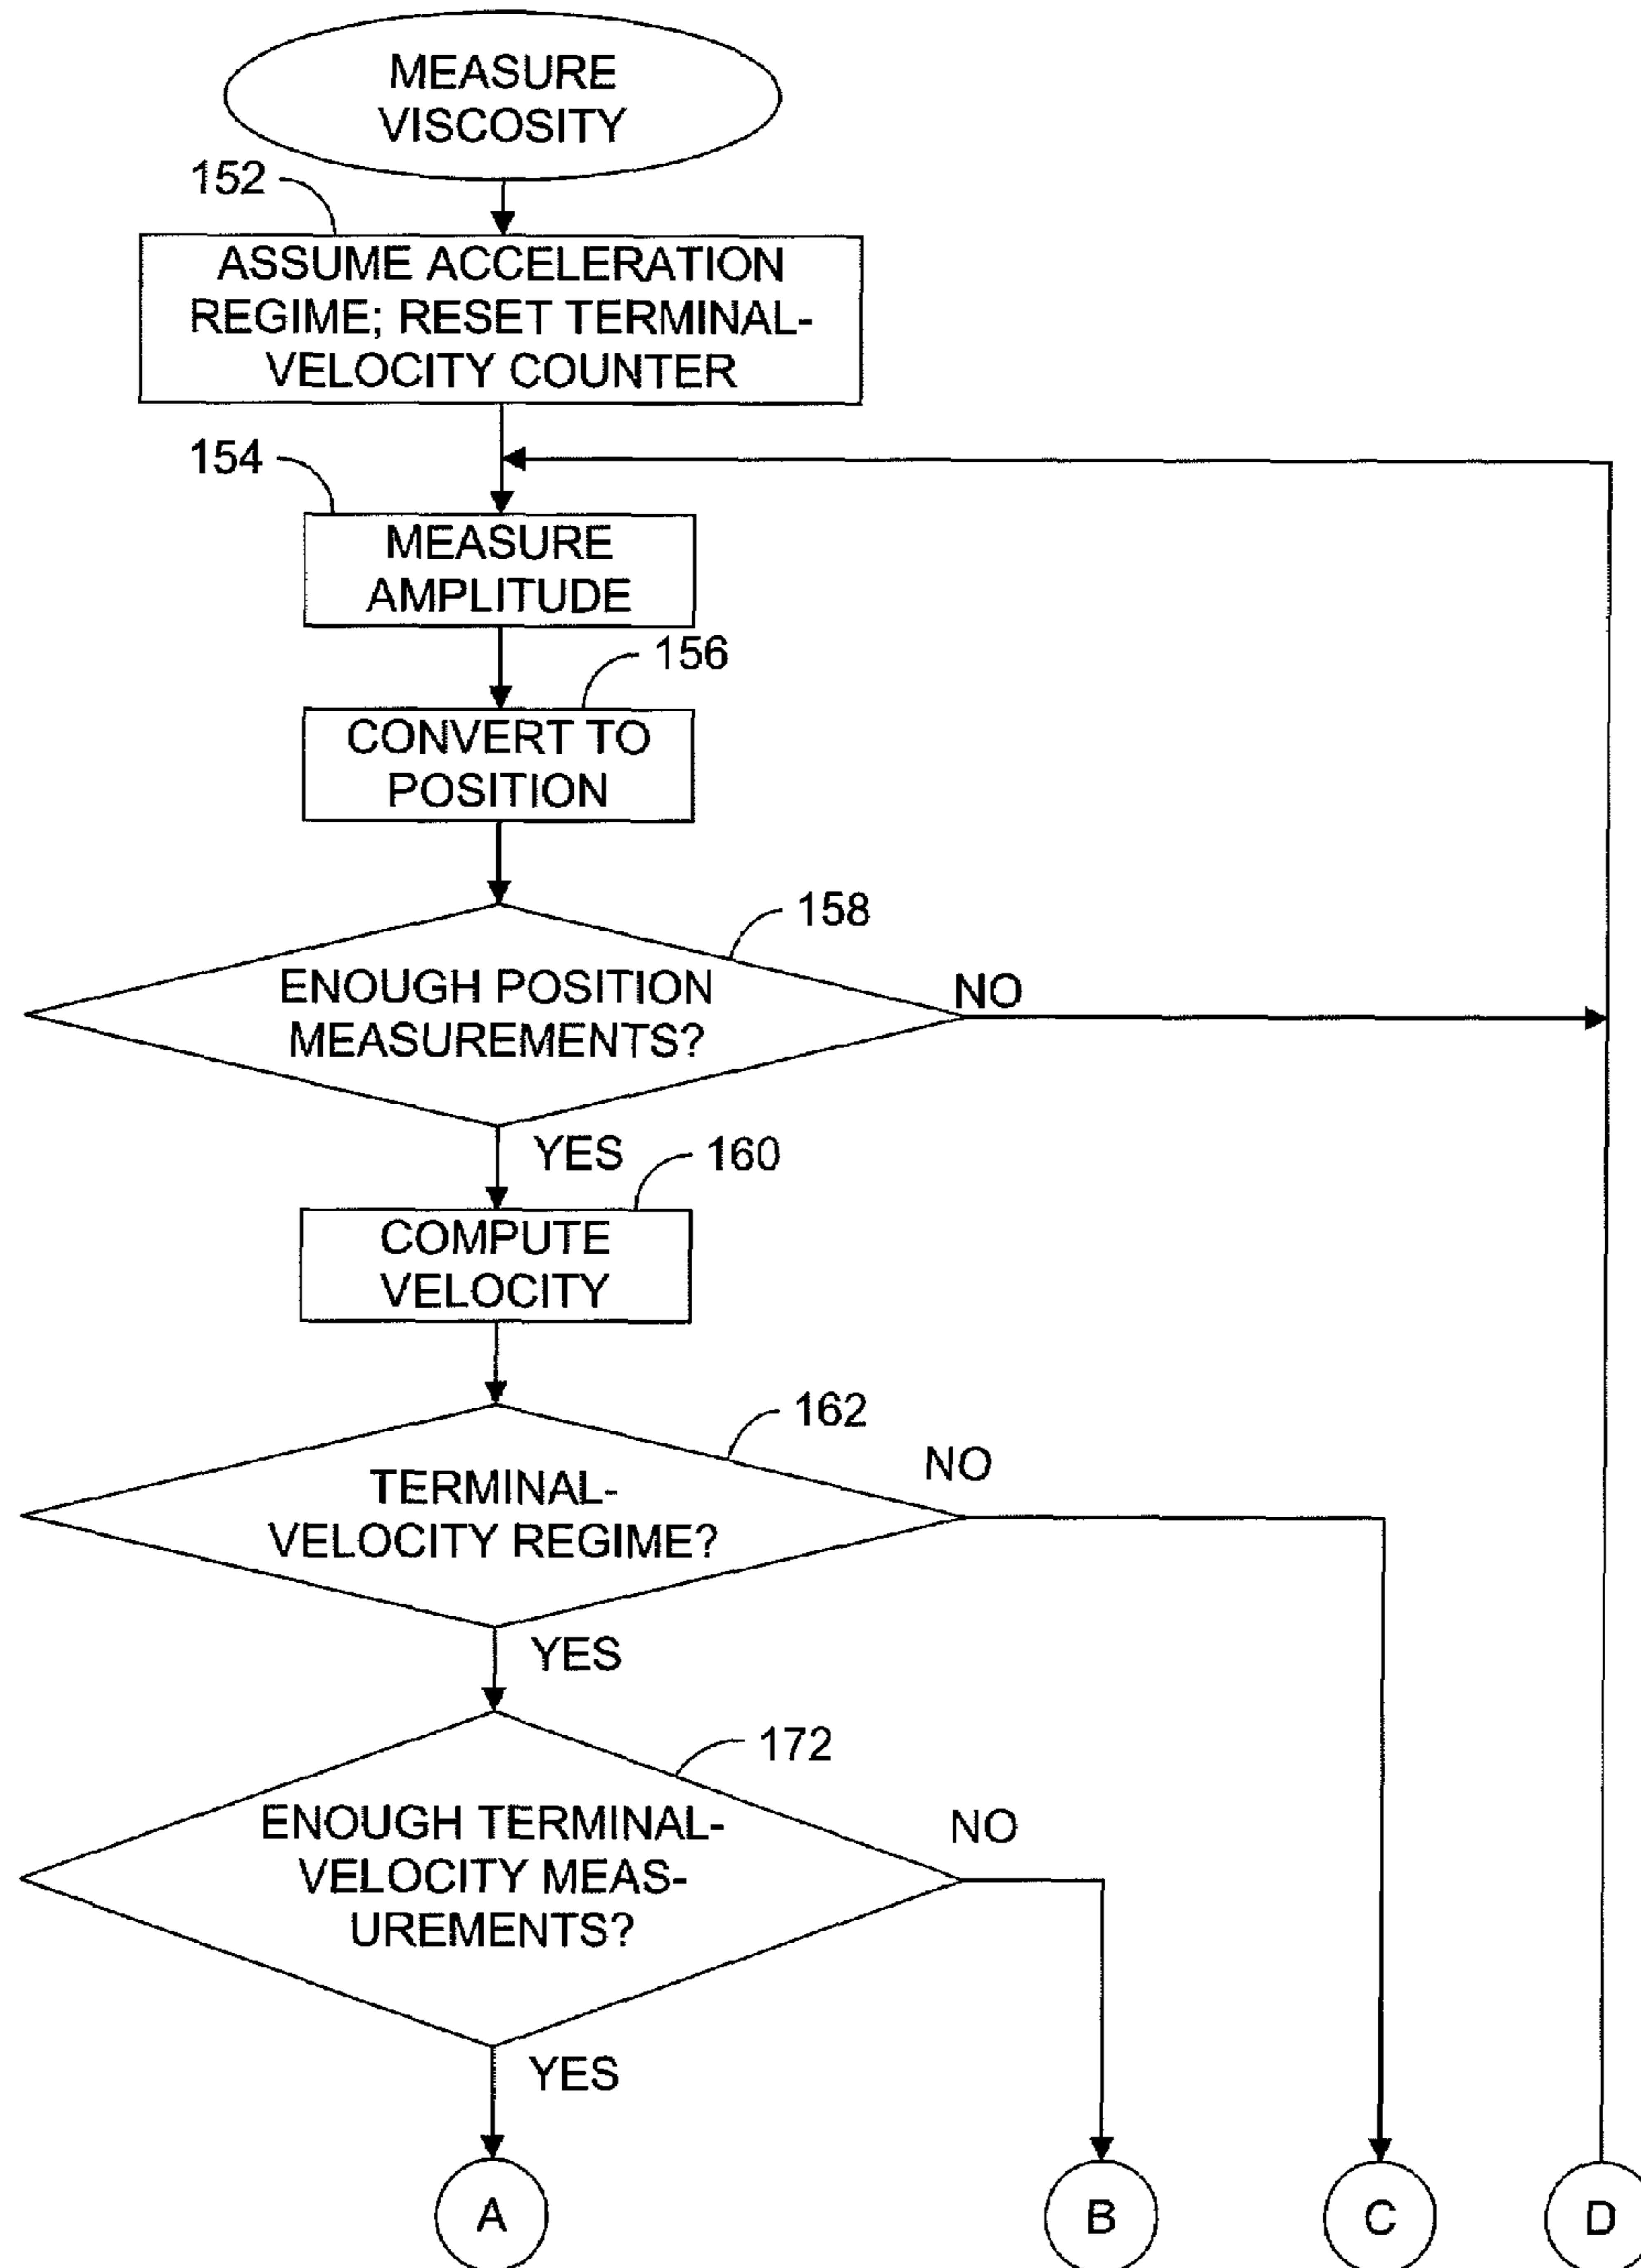 MEASURE
VISCOSITY
152
ASSUME ACCELERATION
REGIME; RESET TERMINAL-
VELOCITY COUNTER
154
MEASURE
AMPLITUDE
156
CONVERT TO
POSITION
158
ENOUGH POSITION
MEASUREMENTS?
NO
YES
160
COMPUTE
VELOCITY
162
TERMINAL-
VELOCITY REGIME?
NO
YES
172
ENOUGH TERMINAL-
VELOCITY MEAS-
UREMENTS?
NO
YES
A
B
C
D